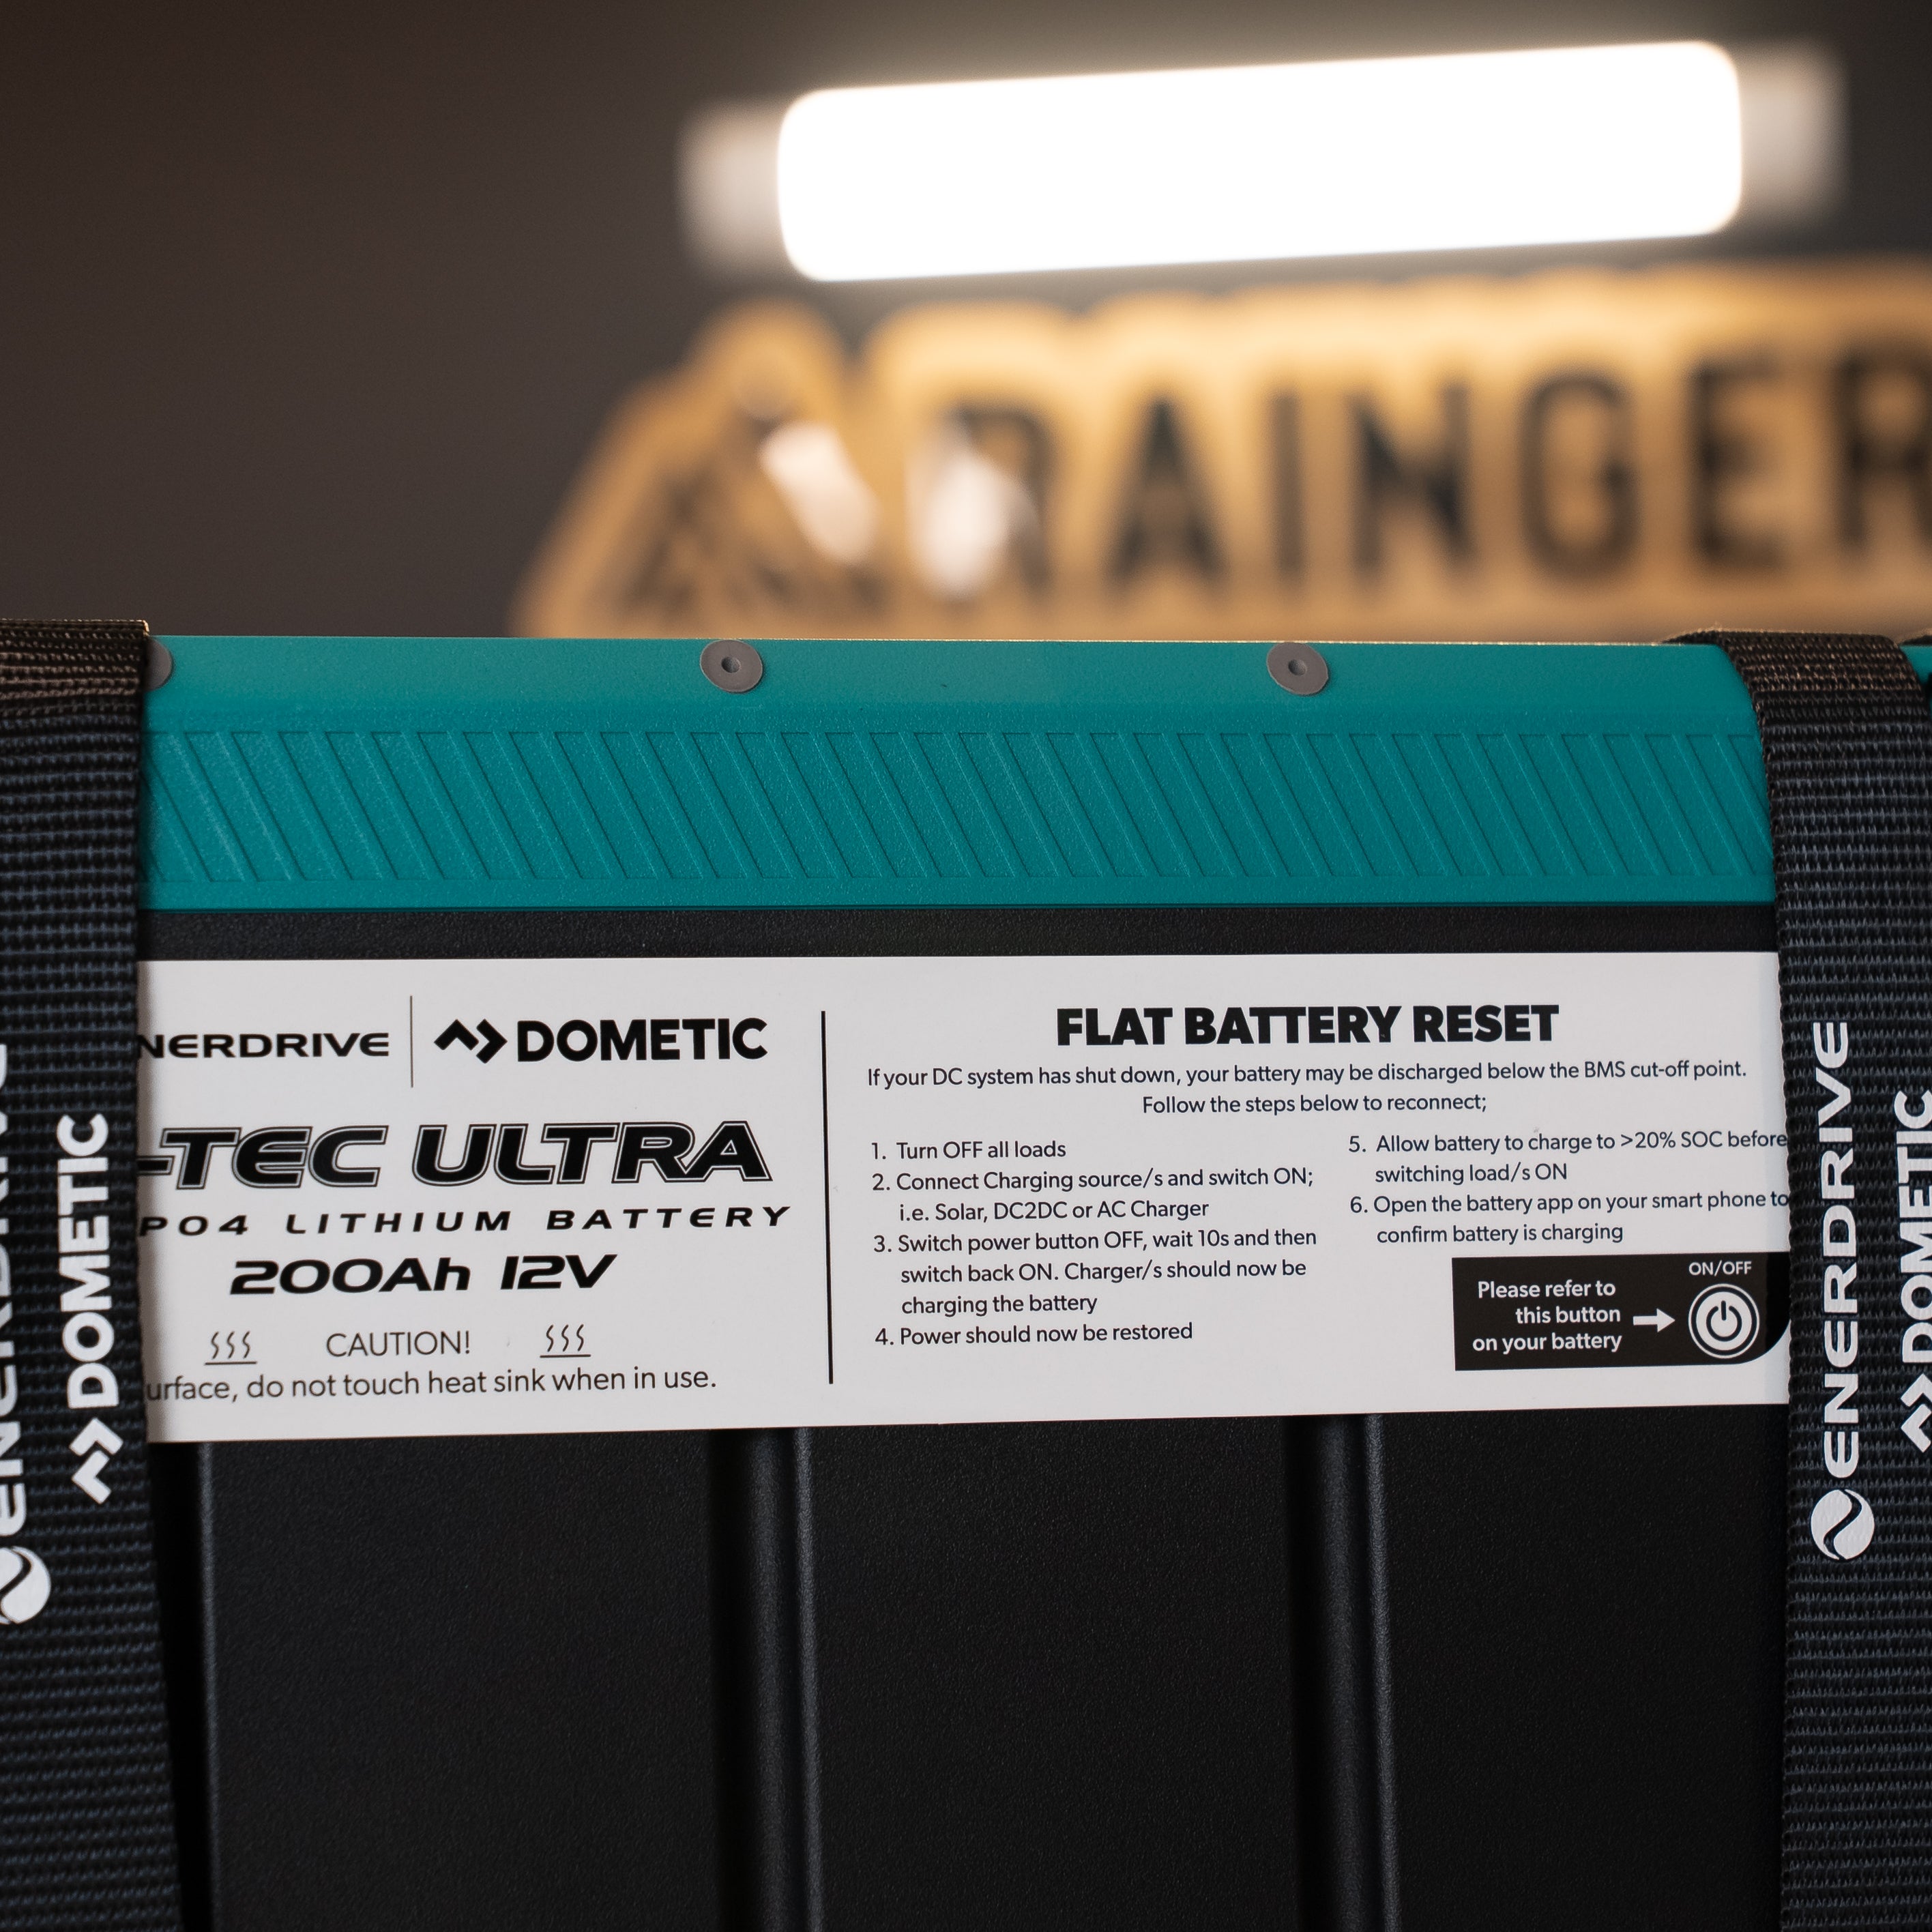 DAINGER
NERDRIVE DOMETIC
-TEC ULTRA
PO4 LITHIUM BATTERY
200Ah 12V
CAUTION!
urface, do not touch heat sink when in use.
FLAT BATTERY RESET
If your DC system has shut down, your battery may be discharged below the BMS cut-off point.
Follow the steps below to reconnect;
1. Turn OFF all loads
2. Connect Charging source/s and switch ON;
i.e. Solar, DC2DC or AC Charger
3. Switch power button OFF, wait 10s and then
switch back ON. Charger/s should now be
charging the battery
4. Power should now be restored
5. Allow battery to charge to >20% SOC before
switching load/s ON
6. Open the battery app on your smart phone to
confirm battery is charging
Please refer to
this button
on your battery
ON/OFF
ENERDRIVE
DOMETIC
ENERDRIVE
DOMETIC